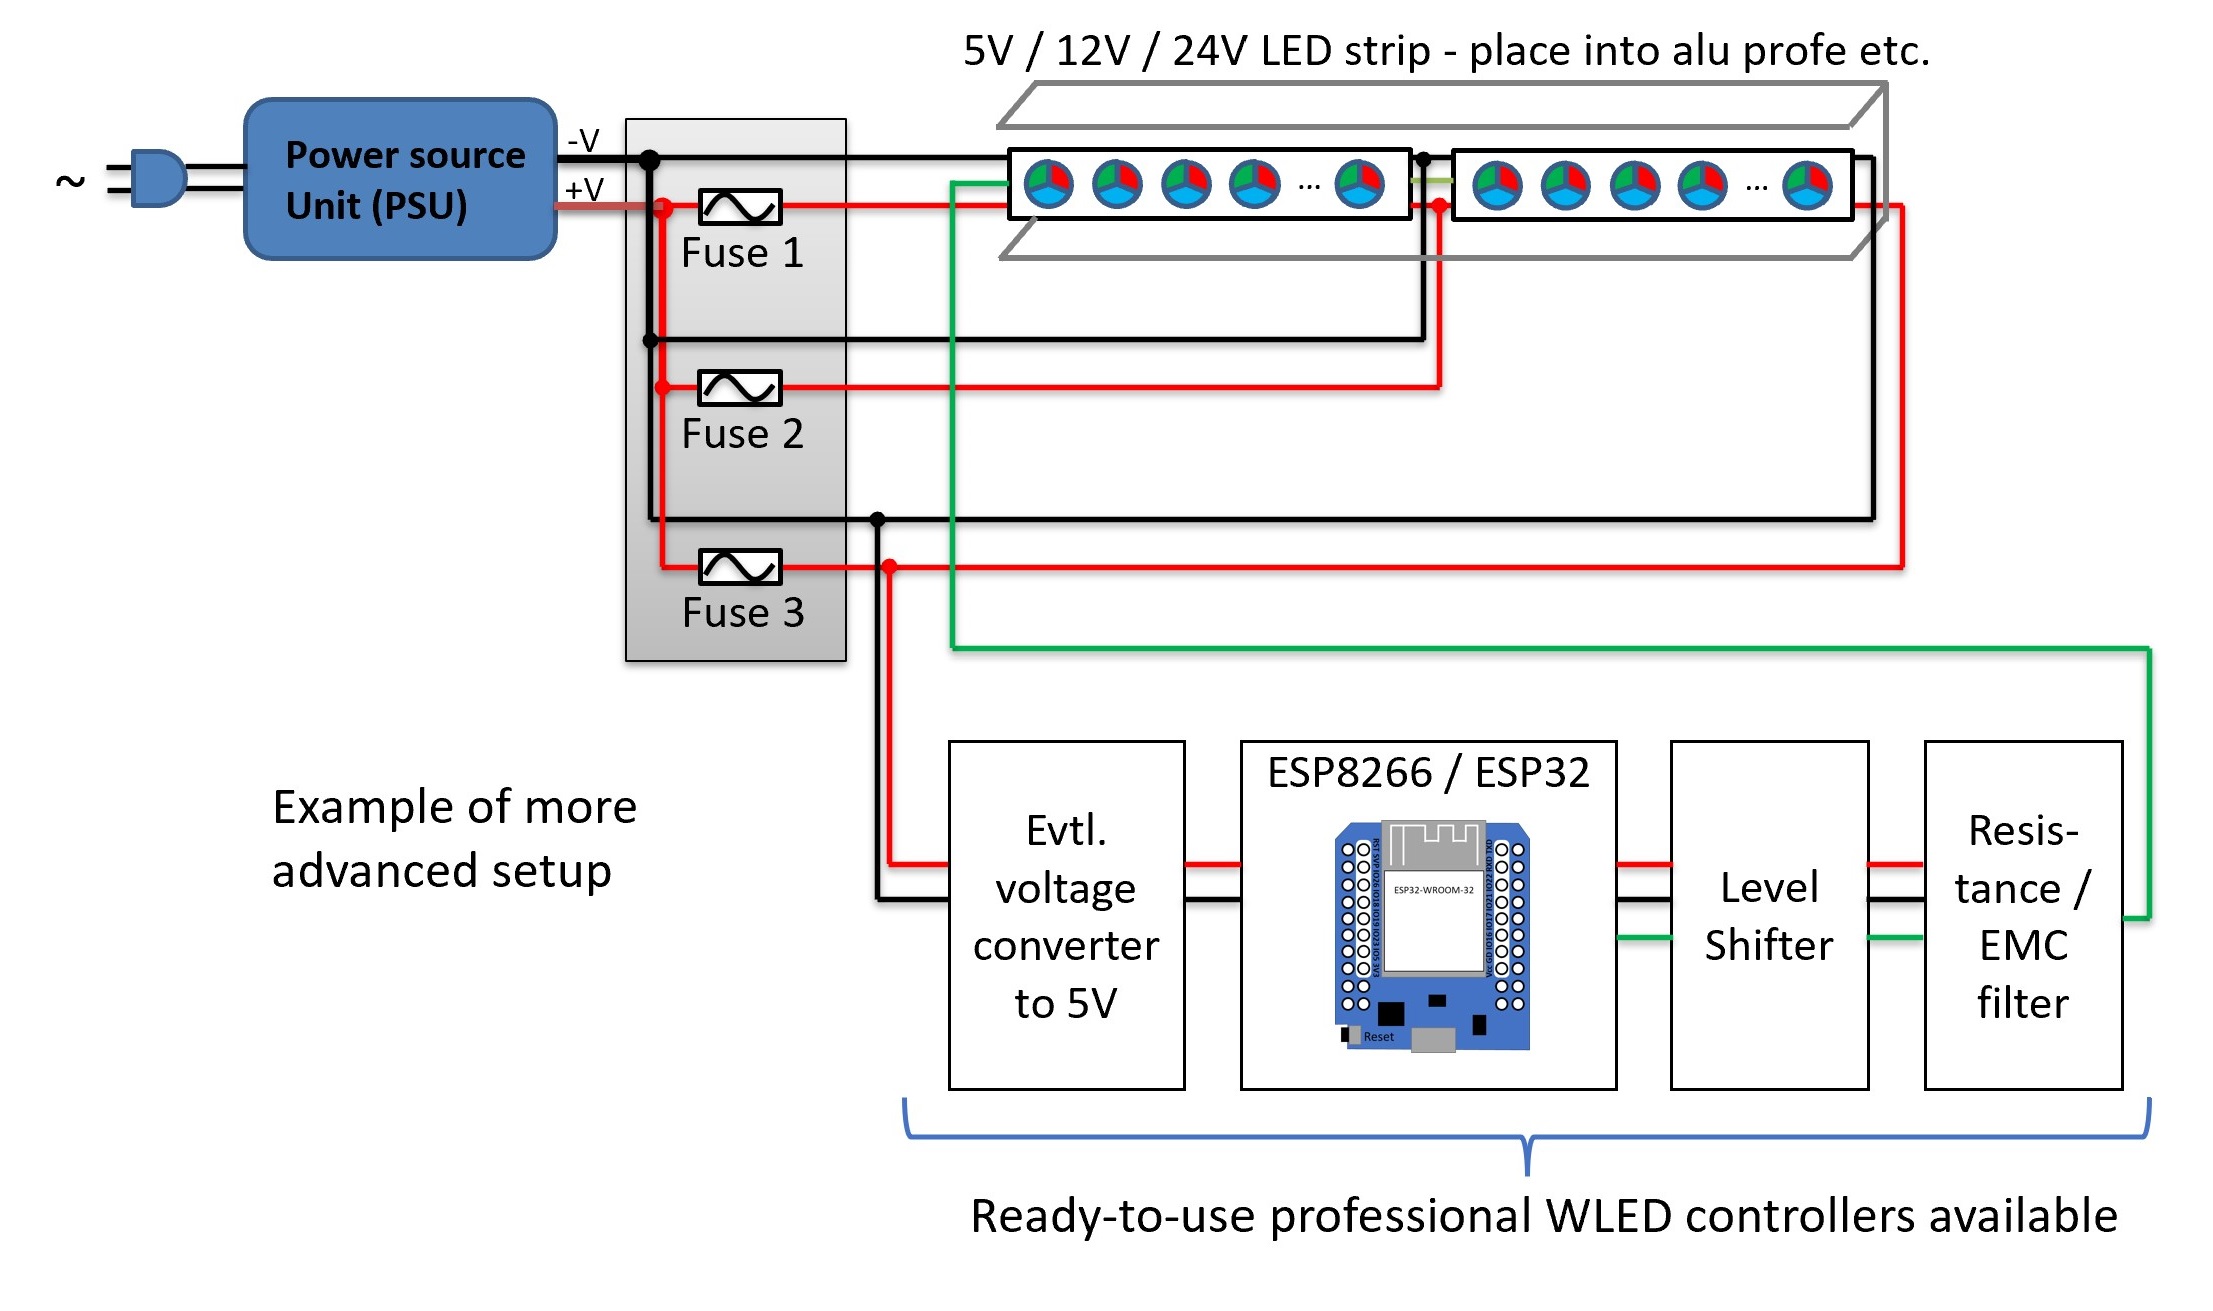 5V / 12V / 24V LED strip - place into alu profe etc.
~
Power source
Unit (PSU)
-V
+V
...
...
Fuse 1
Fuse 2
Fuse 3
Example of more
advanced setup
Evtl.
voltage
converter
to 5V
ESP8266 / ESP32
ESP32-WROOM-32
Reset
Level
Shifter
Resis-
tance /
EMC
filter
Ready-to-use professional WLED controllers available